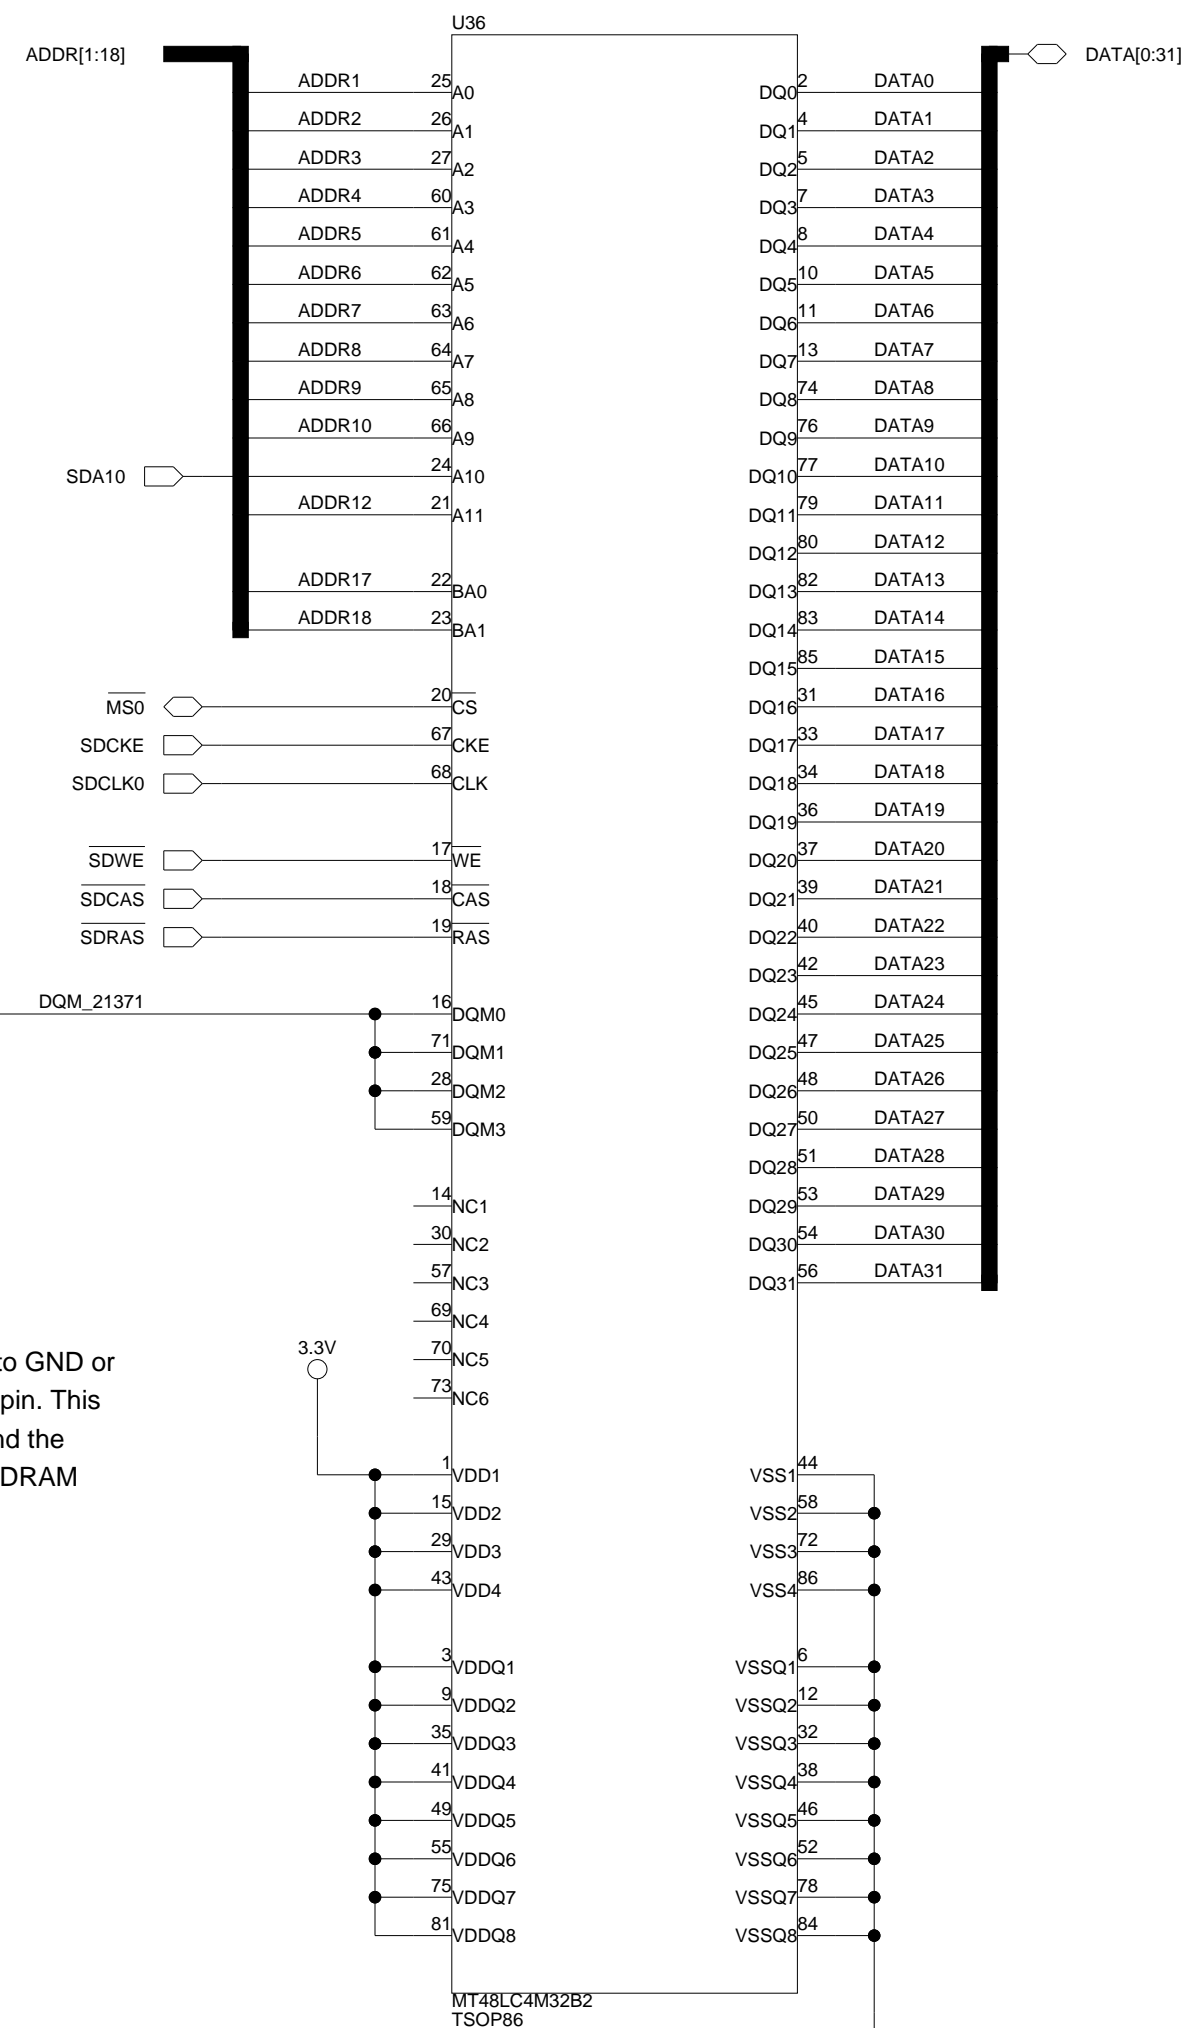 U36
ADDR[1:18]
DATA[0:31]
ADDR1 25 A0 DQ0 2 DATA0
ADDR2 26 A1 DQ1 4 DATA1
ADDR3 27 A2 DQ2 5 DATA2
ADDR4 60 A3 DQ3 7 DATA3
ADDR5 61 A4 DQ4 8 DATA4
ADDR6 62 A5 DQ5 10 DATA5
ADDR7 63 A6 DQ6 11 DATA6
ADDR8 64 A7 DQ7 13 DATA7
ADDR9 65 A8 DQ8 74 DATA8
ADDR10 66 A9 DQ9 76 DATA9
SDA10 24 A10 DQ10 77 DATA10
ADDR12 21 A11 DQ11 79 DATA11
DQ12 80 DATA12
ADDR17 22 BA0 DQ13 82 DATA13
ADDR18 23 BA1 DQ14 83 DATA14
DQ15 85 DATA15
MS0 20 CS DQ16 31 DATA16
SDCKE 67 CKE DQ17 33 DATA17
SDCLK0 68 CLK DQ18 34 DATA18
DQ19 36 DATA19
SDWE 17 WE DQ20 37 DATA20
SDCAS 18 CAS DQ21 39 DATA21
SDRAS 19 RAS DQ22 40 DATA22
DQ23 42 DATA23
DQM_21371 16 DQM0 DQ24 45 DATA24
71 DQM1 DQ25 47 DATA25
28 DQM2 DQ26 48 DATA26
59 DQM3 DQ27 50 DATA27
DQ28 51 DATA28
14 NC1 DQ29 53 DATA29
30 NC2 DQ30 54 DATA30
57 NC3 DQ31 56 DATA31
69 NC4
70 NC5
73 NC6
3.3V
to GND or
pin. This
nd the
DRAM
1 VDD1 VSS1 44
15 VDD2 VSS2 58
29 VDD3 VSS3 72
43 VDD4 VSS4 86
3 VDDQ1 VSSQ1 6
9 VDDQ2 VSSQ2 12
35 VDDQ3 VSSQ3 32
41 VDDQ4 VSSQ4 38
49 VDDQ5 VSSQ5 46
55 VDDQ6 VSSQ6 52
75 VDDQ7 VSSQ7 78
81 VDDQ8 VSSQ8 84
MT48LC4M32B2
TSOP86